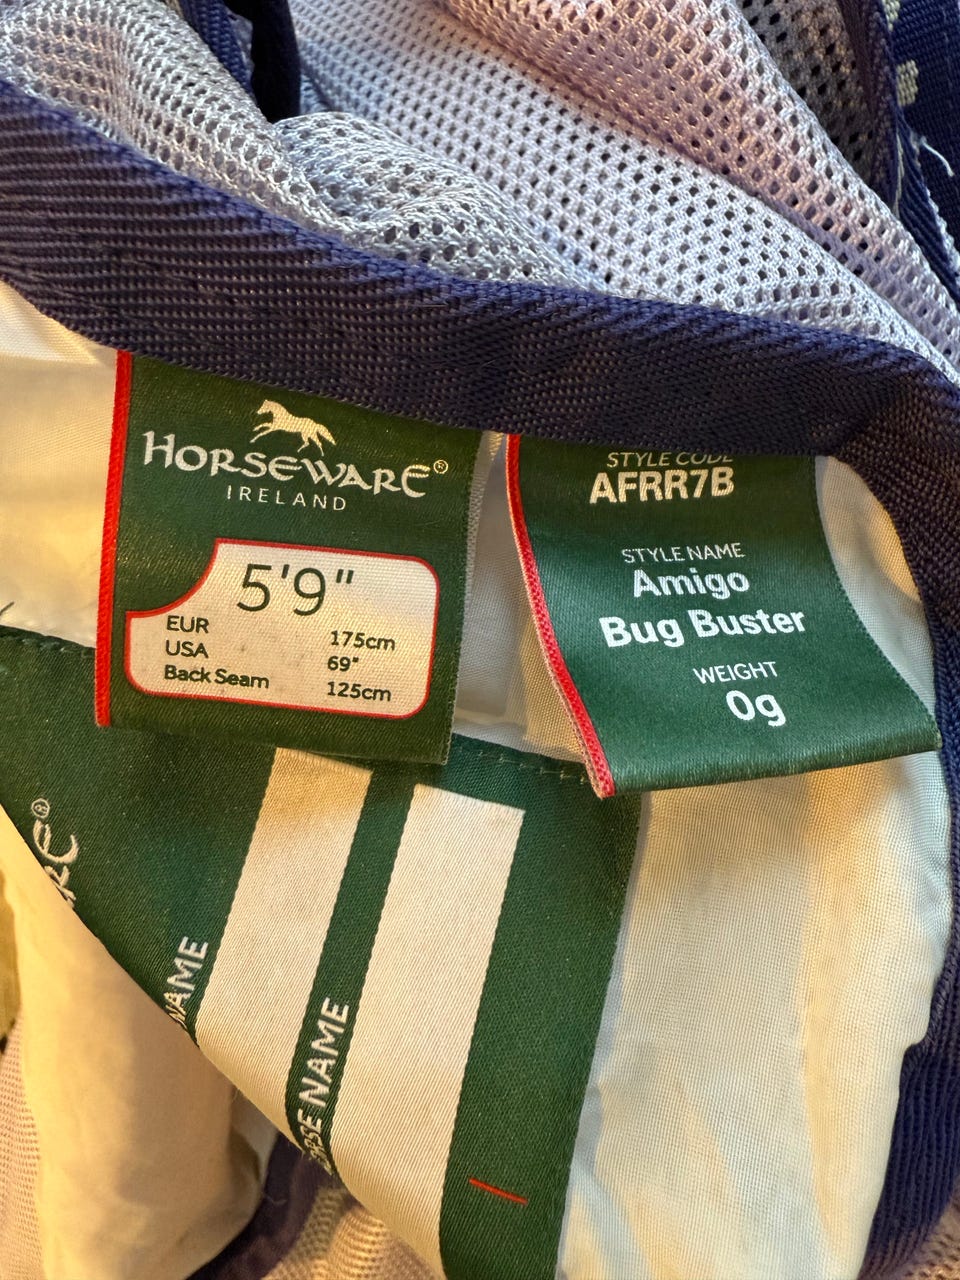 HORSEWARE®
IRELAND
5'9"
EUR 175cm
USA 69"
Back Seam 125cm
STYLE CODE
AFRR7B
STYLE NAME
Amigo
Bug Buster
WEIGHT
0g
NAME
NAME